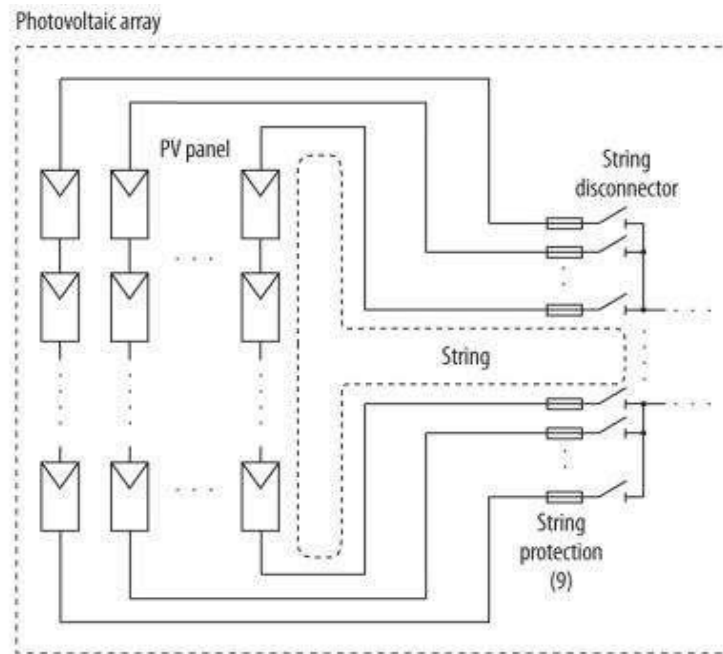 Photovoltaic array
PV panel
String
disconnector
String
String
protection
(9)